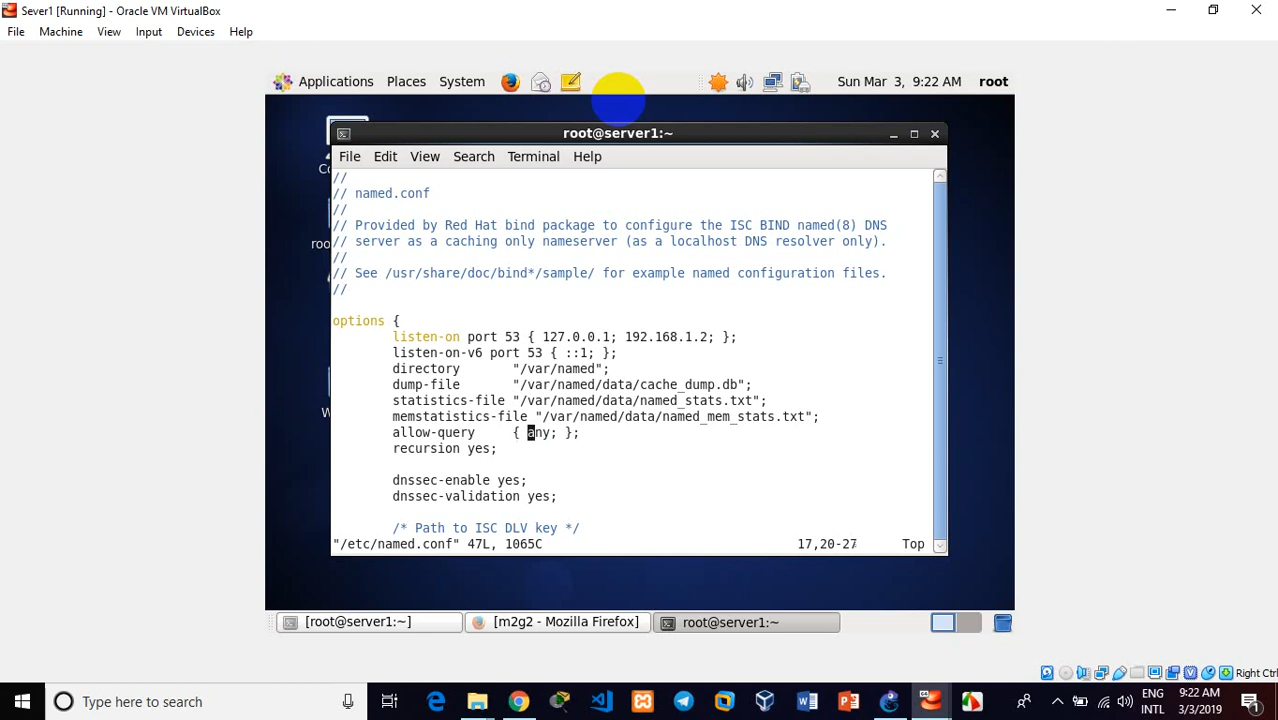 Sever1 [Running] - Oracle VM VirtualBox
File Machine View Input Devices Help
Applications Places System Sun Mar 3, 9:22 AM root
root@server1:~
File Edit View Search Terminal Help
//
// named.conf
//
// Provided by Red Hat bind package to configure the ISC BIND named(8) DNS
// server as a caching only nameserver (as a localhost DNS resolver only).
//
// See /usr/share/doc/bind*/sample/ for example named configuration files.
//
options {
listen-on port 53 { 127.0.0.1; 192.168.1.2; };
listen-on-v6 port 53 { ::1; };
directory "/var/named";
dump-file "/var/named/data/cache_dump.db";
statistics-file "/var/named/data/named_stats.txt";
memstatistics-file "/var/named/data/named_mem_stats.txt";
allow-query { any; };
recursion yes;
dnssec-enable yes;
dnssec-validation yes;
/* Path to ISC DLV key */
"/etc/named.conf" 47L, 1065C 17,20-27 Top
[root@server1:~] [m2g2 - Mozilla Firefox] root@server1:~
Right Ctrl
Type here to search
ENG
INTL
9:22 AM
3/3/2019